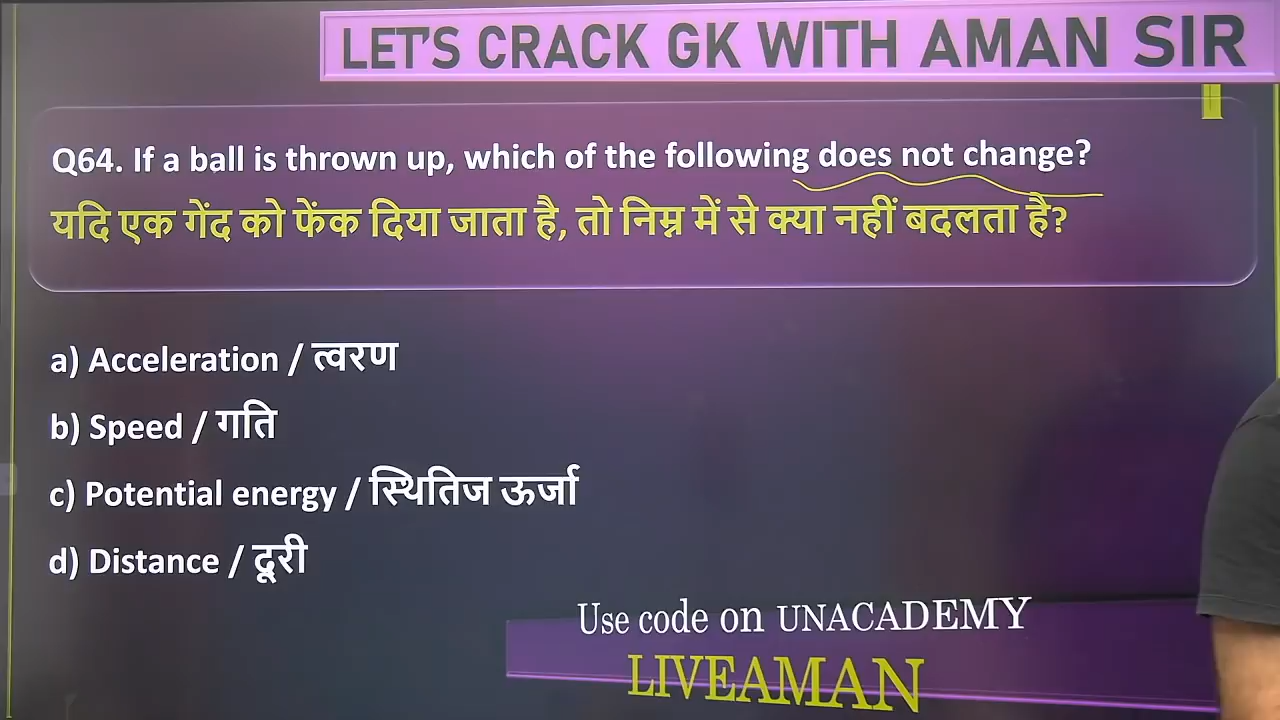 LET'S CRACK GK WITH AMAN SIR
Q64. If a ball is thrown up, which of the following does not change?
यदि एक गेंद को फेंक दिया जाता है, तो निम्न में से क्या नहीं बदलता है?
a) Acceleration / त्वरण
b) Speed / गति
c) Potential energy / स्थितिज ऊर्जा
d) Distance / दूरी
Use code on UNACADEMY
LIVEAMAN